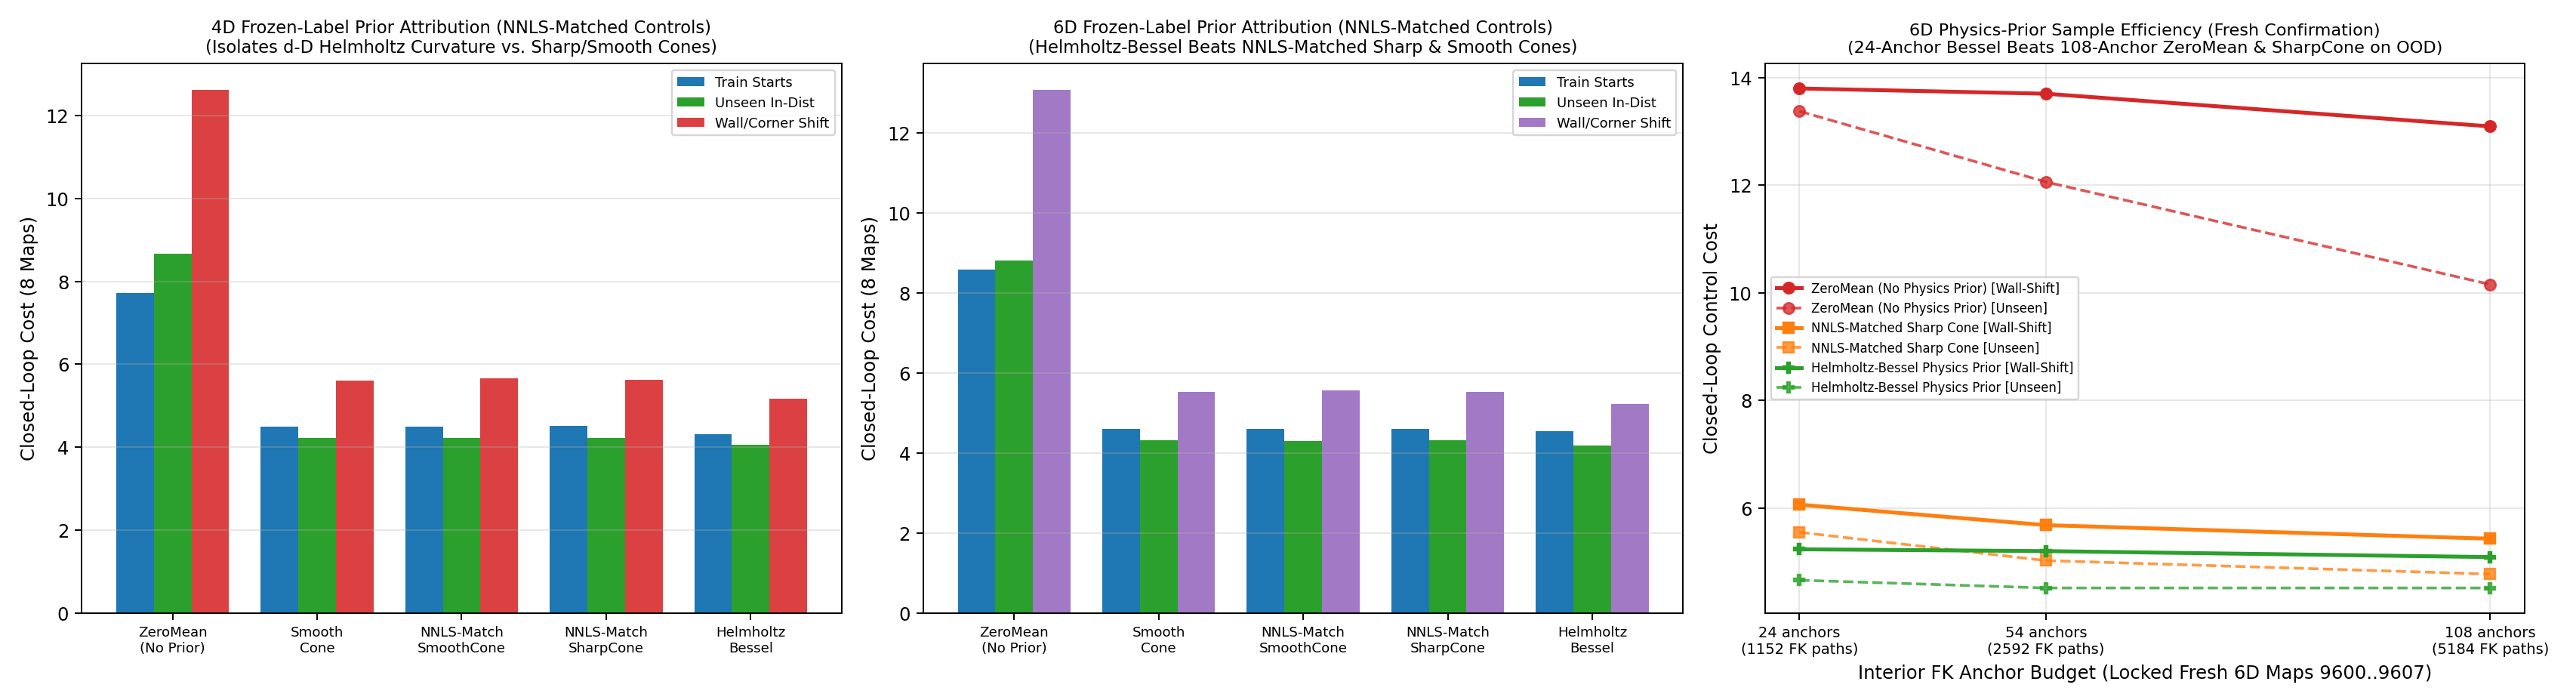 4D Frozen-Label Prior Attribution (NNLS-Matched Controls)
(Isolates d-D Helmholtz Curvature vs. Sharp/Smooth Cones)
Closed-Loop Cost (8 Maps)
12
10
8
6
4
2
0
Train Starts
Unseen In-Dist
Wall/Corner Shift
ZeroMean
(No Prior)
Smooth
Cone
NNLS-Match
SmoothCone
NNLS-Match
SharpCone
Helmholtz
Bessel
6D Frozen-Label Prior Attribution (NNLS-Matched Controls)
(Helmholtz-Bessel Beats NNLS-Matched Sharp & Smooth Cones)
Closed-Loop Cost (8 Maps)
12
10
8
6
4
2
0
Train Starts
Unseen In-Dist
Wall/Corner Shift
ZeroMean
(No Prior)
Smooth
Cone
NNLS-Match
SmoothCone
NNLS-Match
SharpCone
Helmholtz
Bessel
6D Physics-Prior Sample Efficiency (Fresh Confirmation)
(24-Anchor Bessel Beats 108-Anchor ZeroMean & SharpCone on OOD)
Closed-Loop Control Cost
14
12
10
8
6
ZeroMean (No Physics Prior) [Wall-Shift]
ZeroMean (No Physics Prior) [Unseen]
NNLS-Matched Sharp Cone [Wall-Shift]
NNLS-Matched Sharp Cone [Unseen]
Helmholtz-Bessel Physics Prior [Wall-Shift]
Helmholtz-Bessel Physics Prior [Unseen]
24 anchors
(1152 FK paths)
54 anchors
(2592 FK paths)
108 anchors
(5184 FK paths)
Interior FK Anchor Budget (Locked Fresh 6D Maps 9600..9607)